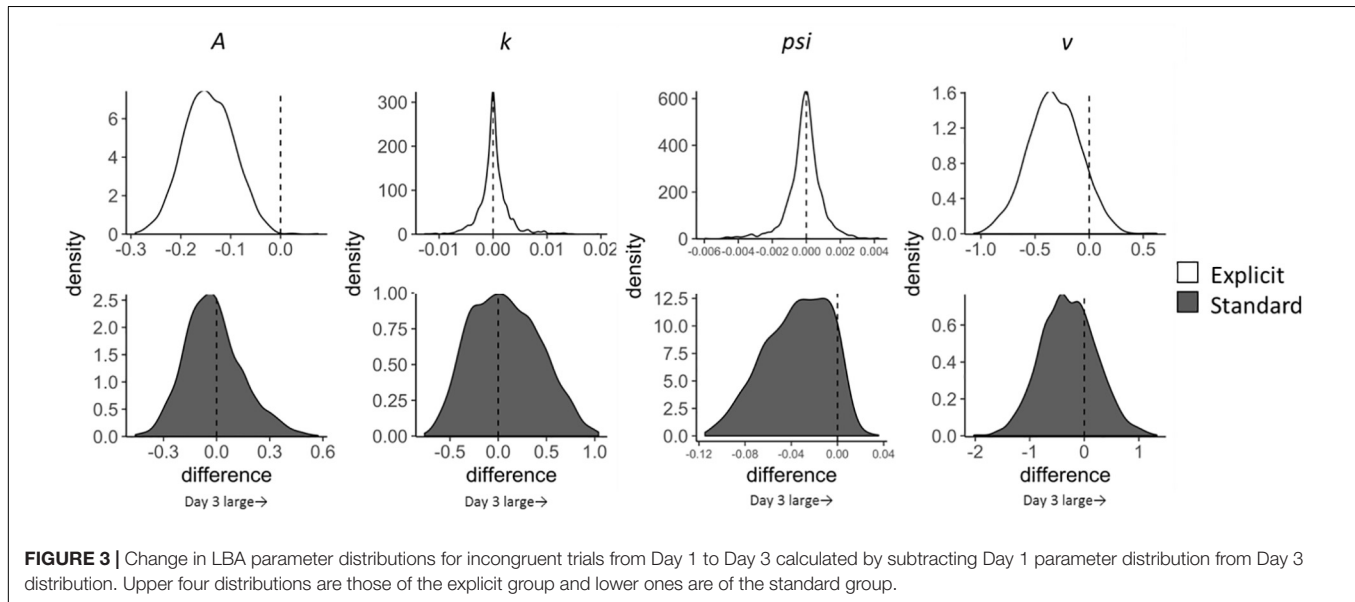 A
k
psi
v
density
6
4
2
0
-0.3 -0.2 -0.1 0.0
300
200
100
0
-0.01 0.00 0.01 0.02
density
600
400
200
0
-0.006 -0.004 -0.002 0.000 0.002 0.004
1.6
1.2
0.8
0.4
0.0
-1.0 -0.5 0.0 0.5
Explicit
Standard
density
2.5
2.0
1.5
1.0
0.5
0.0
-0.3 0.0 0.3 0.6
difference
Day 3 large→
1.00
0.75
0.50
0.25
0.00
-0.5 0.0 0.5 1.0
difference
Day 3 large→
density
12.5
10.0
7.5
5.0
2.5
0.0
-0.12 -0.08 -0.04 0.00 0.04
difference
Day 3 large→
0.6
0.4
0.2
0.0
-2 -1 0 1
difference
Day 3 large→
FIGURE 3 | Change in LBA parameter distributions for incongruent trials from Day 1 to Day 3 calculated by subtracting Day 1 parameter distribution from Day 3
distribution. Upper four distributions are those of the explicit group and lower ones are of the standard group.